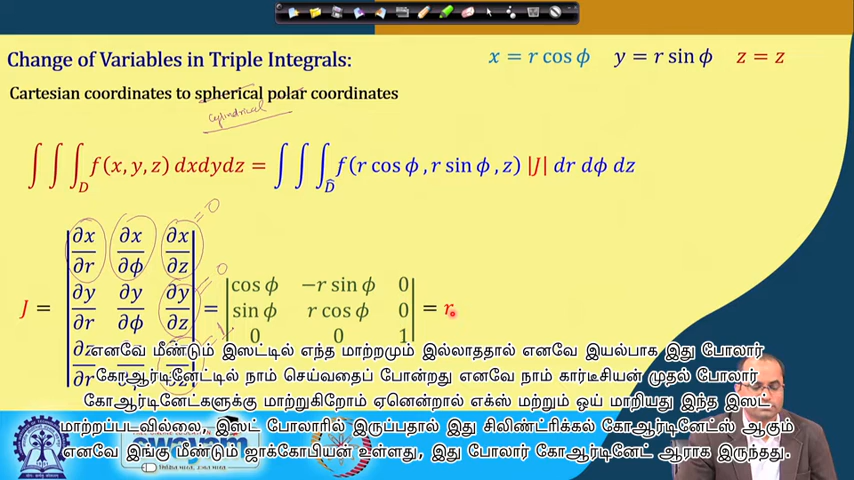 Change of Variables in Triple Integrals:
x = r cos ϕ   y = r sin ϕ   z = z
Cartesian coordinates to spherical polar coordinates
cylindrical
∫ ∫ ∫_D f(x, y, z) dxdydz = ∫ ∫ ∫_D̂ f(r cos ϕ, r sin ϕ, z) |J| dr dϕ dz
= 0
∂x/∂r ∂x/∂ϕ ∂x/∂z
= 0
J = | ∂y/∂r ∂y/∂ϕ ∂y/∂z | = | cos ϕ  −r sin ϕ  0
sin ϕ  r cos ϕ  0
0  0  1 | = r
எனவே மீண்டும் இஸட்டில் எந்த மாற்றமும் இல்லாததால் எனவே இயல்பாக இது போலார்
கோஆர்டினேட்டில் நாம் செய்வதைப் போன்றது எனவே நாம் கார்டீசியன் முதல் போலார்
கோஆர்டினேட்களுக்கு மாற்றுகிறோம் ஏனென்றால் எக்ஸ் மற்றும் ஒய் மாறியது இந்த இஸட்
மாற்றப்படவில்லை, இஸட் போலாரில் இருப்பதால் இது சிலிண்ட்ரிக்கல் கோஆர்டினேட்ஸ் ஆகும்
எனவே இங்கு மீண்டும் ஜாக்கோபியன் உள்ளது, இது போலார் கோஆர்டினேட் ஆராக இருந்தது.